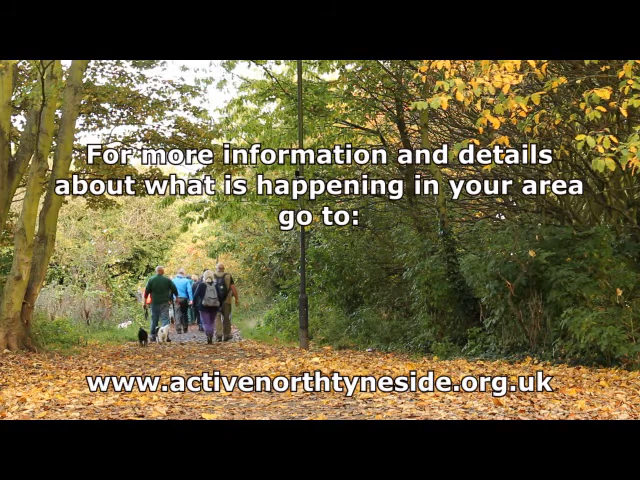 For more information and details
about what is happening in your area
go to:
www.activenorthtyneside.org.uk